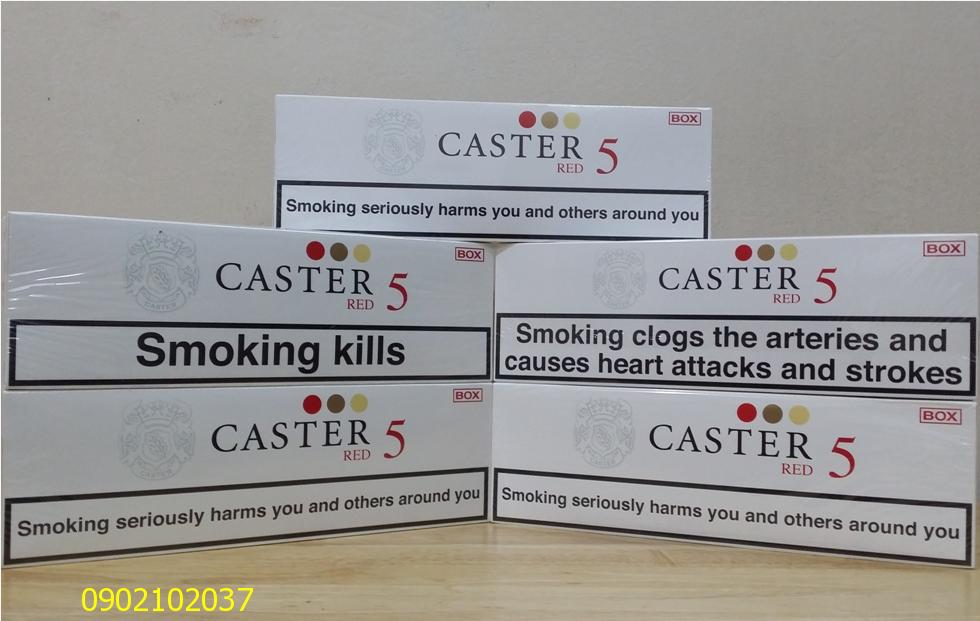 BOX
CASTER 5
RED
Smoking seriously harms you and others around you
BOX
CASTER 5
RED
Smoking kills
BOX
CASTER 5
RED
Smoking clogs the arteries and
causes heart attacks and strokes
BOX
CASTER 5
RED
Smoking seriously harms you and others around you
BOX
CASTER 5
RED
Smoking seriously harms you and others around you
0902102037